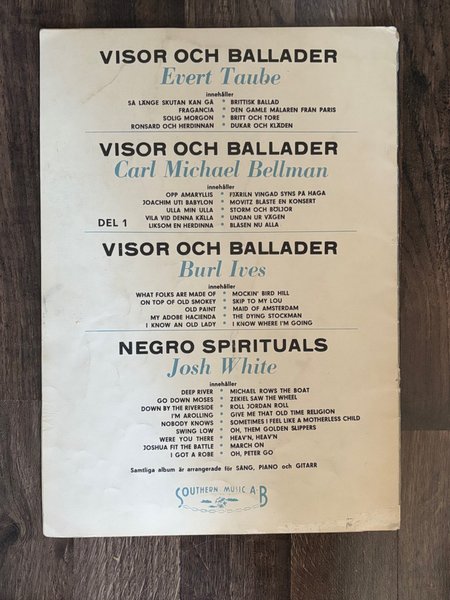 VISOR OCH BALLADER
Evert Taube
innehåller
SÅ LÄNGE SKUTAN KAN GÅ * BRITTISK BALLAD
FRAGANCIA * DEN GAMLE MÅLAREN FRÅN PARIS
SOLIG MORGON * BRITT OCH TORE
RONSARD OCH HERDINNAN * DUKAR OCH KLÄDEN
VISOR OCH BALLADER
Carl Michael Bellman
innehåller
OPP AMARYLLIS * FJÄRILN VINGAD SYNS PÅ HAGA
JOACHIM UTI BABYLON * MOVITZ BLÅSTE EN KONSERT
ULLA MIN ULLA * STORM OCH BÖLJOR
DEL 1 VILA VID DENNA KÄLLA * UNDAN UR VÄGEN
LIKSOM EN HERDINNA * BLÅSEN NU ALLA
VISOR OCH BALLADER
Burl Ives
innehåller
WHAT FOLKS ARE MADE OF * MOCKIN' BIRD HILL
ON TOP OF OLD SMOKEY * SKIP TO MY LOU
OLD PAINT * MAID OF AMSTERDAM
MY ADOBE HACIENDA * THE DYING STOCKMAN
I KNOW AN OLD LADY * I KNOW WHERE I'M GOING
NEGRO SPIRITUALS
Josh White
innehåller
DEEP RIVER * MICHAEL ROWS THE BOAT
GO DOWN MOSES * ZEKIEL SAW THE WHEEL
DOWN BY THE RIVERSIDE * ROLL JORDAN ROLL
I'M AROLLING * GIVE ME THAT OLD TIME RELIGION
NOBODY KNOWS * SOMETIMES I FEEL LIKE A MOTHERLESS CHILD
SWING LOW * OH, THEM GOLDEN SLIPPERS
WERE YOU THERE * HEAV'N, HEAV'N
JOSHUA FIT THE BATTLE * MARCH ON
I GOT A ROBE * OH, PETER GO
Samtliga album är arrangerade för SÅNG, PIANO och GITARR
SOUTHERN MUSIC A·B